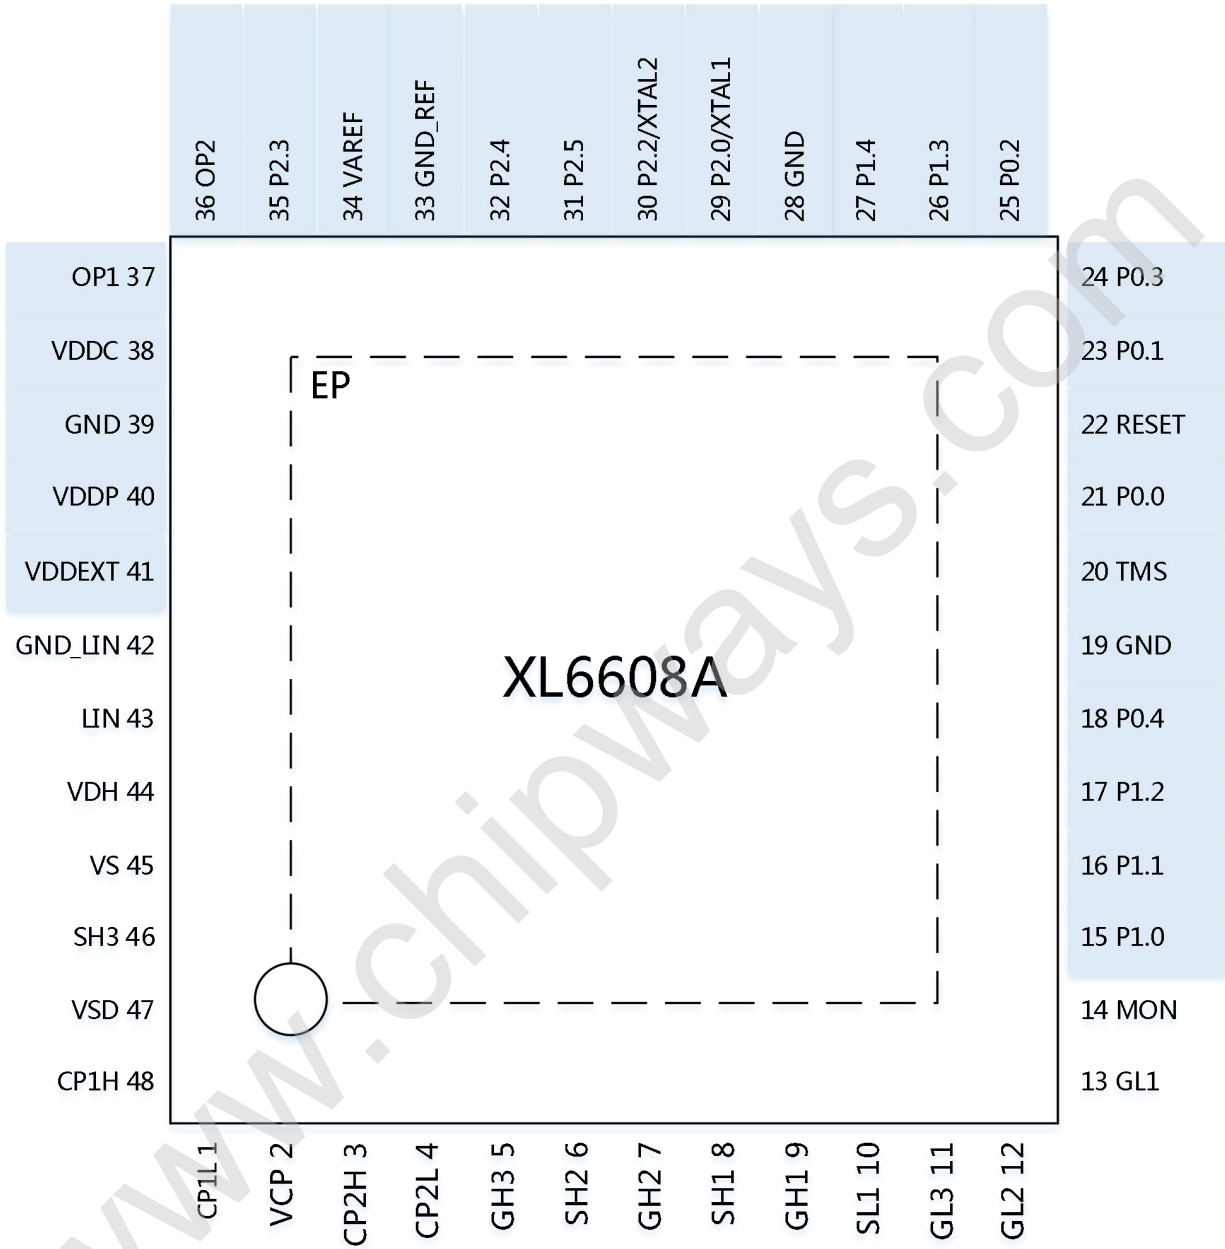 36 OP2
35 P2.3
34 VAREF
33 GND_REF
32 P2.4
31 P2.5
30 P2.2/XTAL2
29 P2.0/XTAL1
28 GND
27 P1.4
26 P1.3
25 P0.2
OP1 37
VDDC 38
GND 39
VDDP 40
VDDEXT 41
GND_LIN 42
LIN 43
VDH 44
VS 45
SH3 46
VSD 47
CP1H 48
EP
XL6608A
24 P0.3
23 P0.1
22 RESET
21 P0.0
20 TMS
19 GND
18 P0.4
17 P1.2
16 P1.1
15 P1.0
14 MON
13 GL1
CP1L 1
VCP 2
CP2H 3
CP2L 4
GH3 5
SH2 6
GH2 7
SH1 8
GH1 9
SL1 10
GL3 11
GL2 12
www.chipways.com